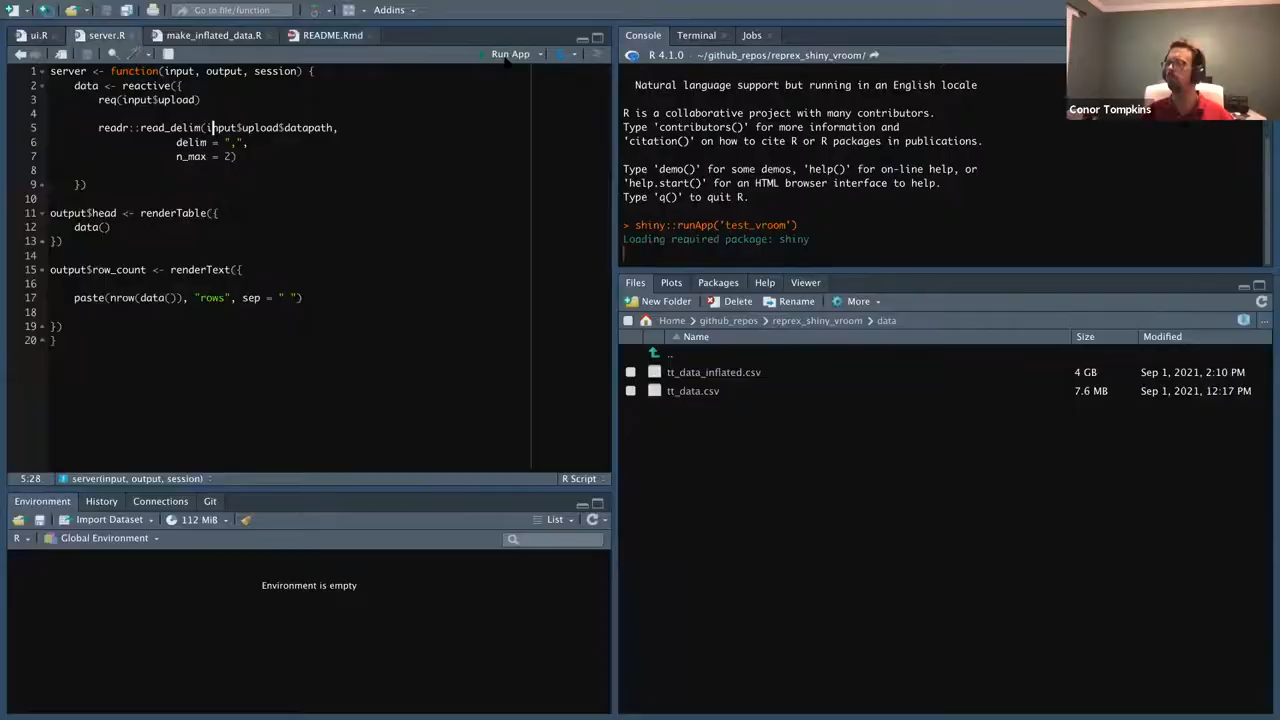 Go to file/function
Addins
ui.R
server.R
make_inflated_data.R
README.Rmd
Run App
1 server <- function(input, output, session) {
2 data <- reactive({
3 req(input$upload)
4
5 readr::read_delim(input$upload$datapath,
6 delim = ",",
7 n_max = 2)
8
9 })
10
11 output$head <- renderTable({
12 data()
13 })
14
15 output$row_count <- renderText({
16
17 paste(nrow(data()), "rows", sep = " ")
18
19 })
20 }
5:28
server(input, output, session)
R Script
Environment
History
Connections
Git
Import Dataset
112 MiB
List
R
Global Environment
Environment is empty
Console
Terminal
Jobs
R 4.1.0 · ~/github_repos/reprex_shiny_vroom/
Natural language support but running in an English locale
R is a collaborative project with many contributors.
Type 'contributors()' for more information and
'citation()' on how to cite R or R packages in publications.
Type 'demo()' for some demos, 'help()' for on-line help, or
'help.start()' for an HTML browser interface to help.
Type 'q()' to quit R.
> shiny::runApp('test_vroom')
Loading required package: shiny
Files
Plots
Packages
Help
Viewer
New Folder
Delete
Rename
More
Home
github_repos
reprex_shiny_vroom
data
Name
Size
Modified
..
tt_data_inflated.csv
4 GB
Sep 1, 2021, 2:10 PM
tt_data.csv
7.6 MB
Sep 1, 2021, 12:17 PM
Conor Tompkins